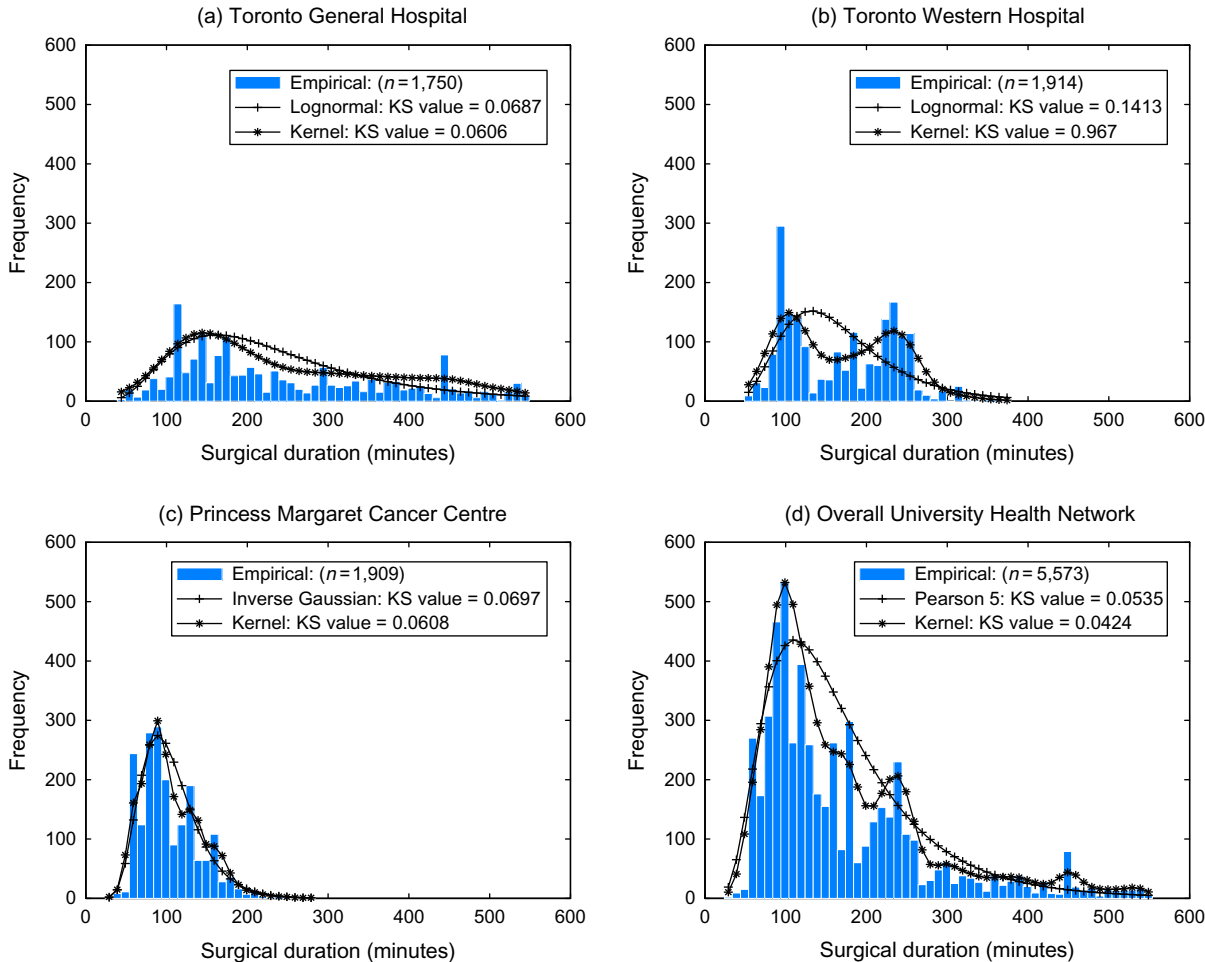 (a) Toronto General Hospital
600
500
400
300
200
100
0
Frequency
Empirical: (n=1,750)
Lognormal: KS value = 0.0687
Kernel: KS value = 0.0606
0 100 200 300 400 500 600
Surgical duration (minutes)
(b) Toronto Western Hospital
600
500
400
300
200
100
0
Frequency
Empirical: (n=1,914)
Lognormal: KS value = 0.1413
Kernel: KS value = 0.967
0 100 200 300 400 500 600
Surgical duration (minutes)
(c) Princess Margaret Cancer Centre
600
500
400
300
200
100
0
Frequency
Empirical: (n=1,909)
Inverse Gaussian: KS value = 0.0697
Kernel: KS value = 0.0608
0 100 200 300 400 500 600
Surgical duration (minutes)
(d) Overall University Health Network
600
500
400
300
200
100
0
Frequency
Empirical: (n=5,573)
Pearson 5: KS value = 0.0535
Kernel: KS value = 0.0424
0 100 200 300 400 500 600
Surgical duration (minutes)